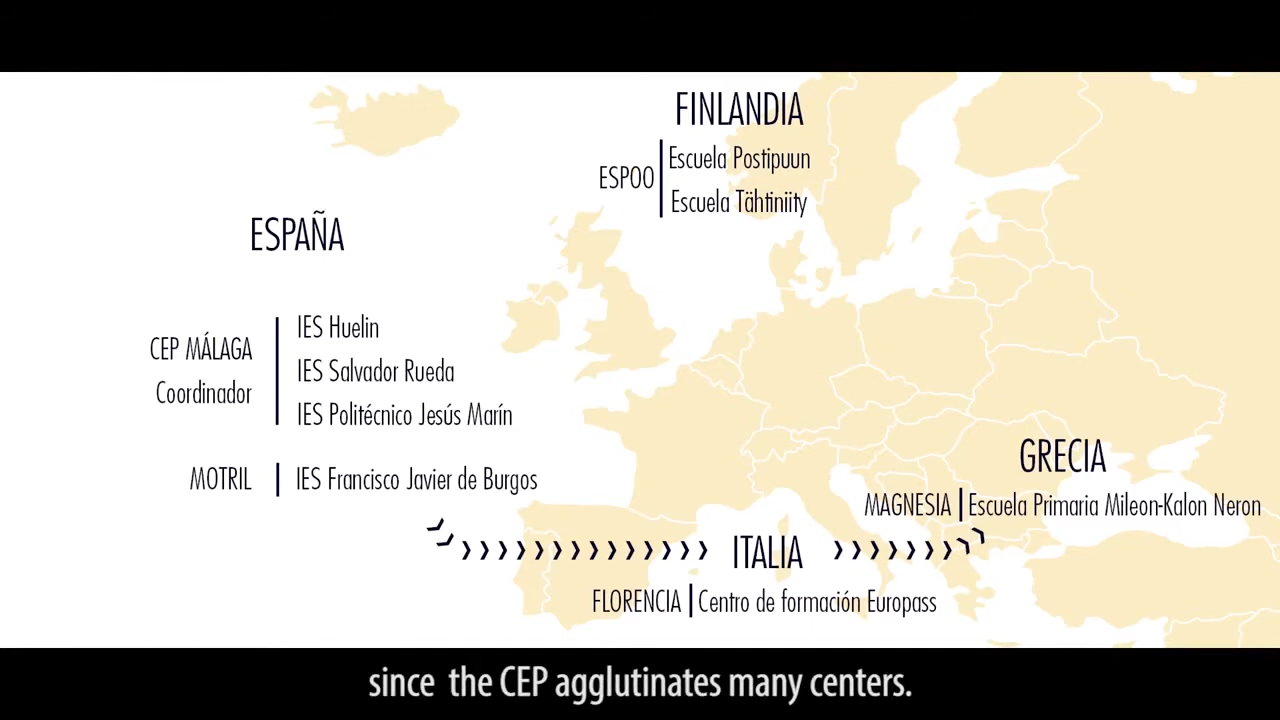 FINLANDIA
ESPOO
Escuela Postipuun
Escuela Tähtiniity
ESPAÑA
CEP MÁLAGA
Coordinador
IES Huelin
IES Salvador Rueda
IES Politécnico Jesús Marín
MOTRIL
IES Francisco Javier de Burgos
GRECIA
MAGNESIA
Escuela Primaria Mileon-Kalon Neron
ITALIA
FLORENCIA
Centro de formación Europass
since the CEP agglutinates many centers.